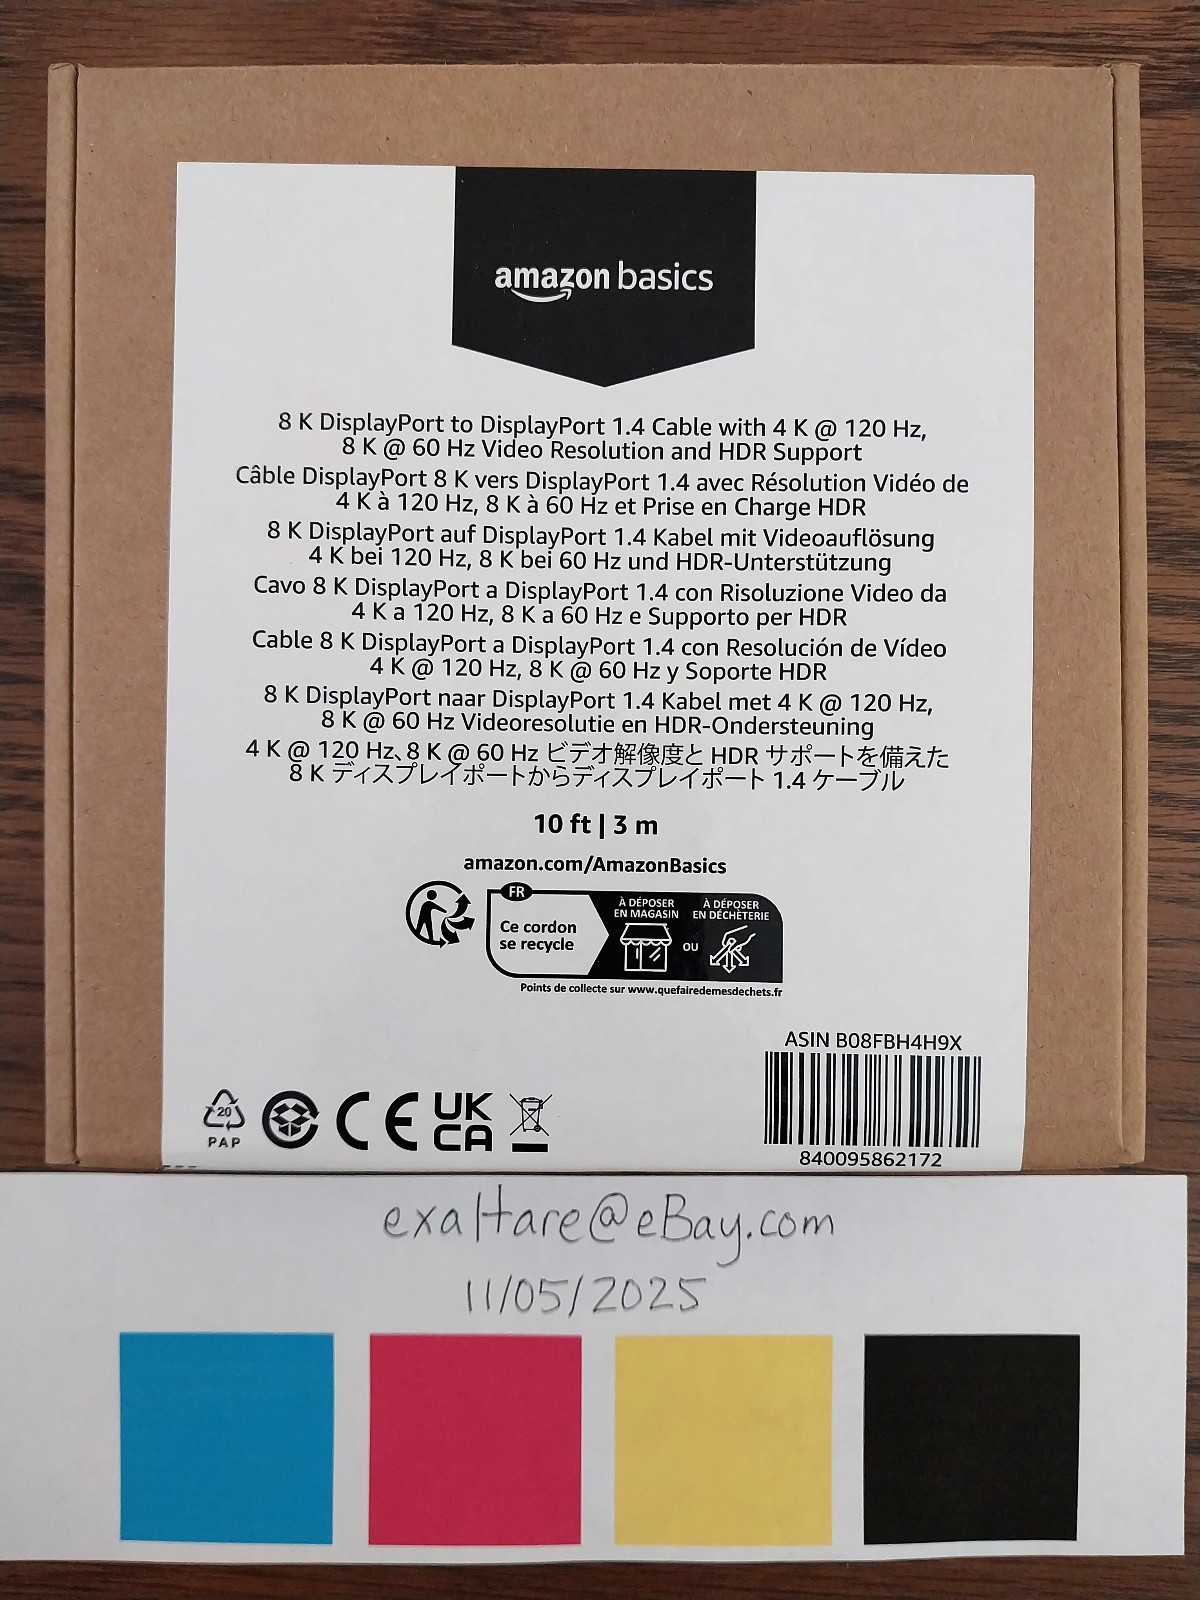 amazon basics
8 K DisplayPort to DisplayPort 1.4 Cable with 4 K @ 120 Hz,
8 K @ 60 Hz Video Resolution and HDR Support
Câble DisplayPort 8 K vers DisplayPort 1.4 avec Résolution Vidéo de
4 K à 120 Hz, 8 K à 60 Hz et Prise en Charge HDR
8 K DisplayPort auf DisplayPort 1.4 Kabel mit Videoauflösung
4 K bei 120 Hz, 8 K bei 60 Hz und HDR-Unterstützung
Cavo 8 K DisplayPort a DisplayPort 1.4 con Risoluzione Video da
4 K a 120 Hz, 8 K a 60 Hz e Supporto per HDR
Cable 8 K DisplayPort a DisplayPort 1.4 con Resolución de Vídeo
4 K @ 120 Hz, 8 K @ 60 Hz y Soporte HDR
8 K DisplayPort naar DisplayPort 1.4 Kabel met 4 K @ 120 Hz,
8 K @ 60 Hz Videoresolutie en HDR-Ondersteuning
4 K @ 120 Hz、8 K @ 60 Hz ビデオ解像度と HDR サポートを備えた
8 K ディスプレイポートからディスプレイポート 1.4 ケーブル
10 ft | 3 m
amazon.com/AmazonBasics
FR
Ce cordon
se recycle
À DÉPOSER
EN MAGASIN
OU
À DÉPOSER
EN DÉCHÈTERIE
Points de collecte sur www.quefairedemesdechets.fr
ASIN B08FBH4H9X
840095862172
20
PAP
CE
UK
CA
exaltare@eBay.com
11/05/2025